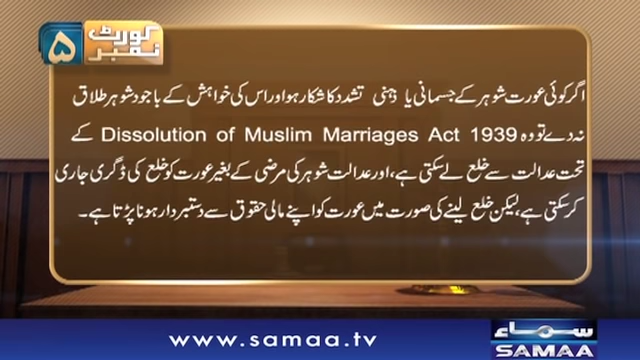 کورٹ
نمبر
۵
اگر کوئی عورت شوہر کے جسمانی یا ذہنی تشدد کا شکار ہو اور اس کی خواہش کے باجود شوہر طلاق
نہ دے تو وہ Dissolution of Muslim Marriages Act 1939 کے
تحت عدالت سے خلع لے سکتی ہے، اور عدالت شوہر کی مرضی کے بغیر عورت کو خلع کی ڈگری جاری
کر سکتی ہے، لیکن خلع لینے کی صورت میں عورت کو اپنے مالی حقوق سے دستبردار ہونا پڑتا ہے۔
www.samaa.tv
سماء
SAMAA